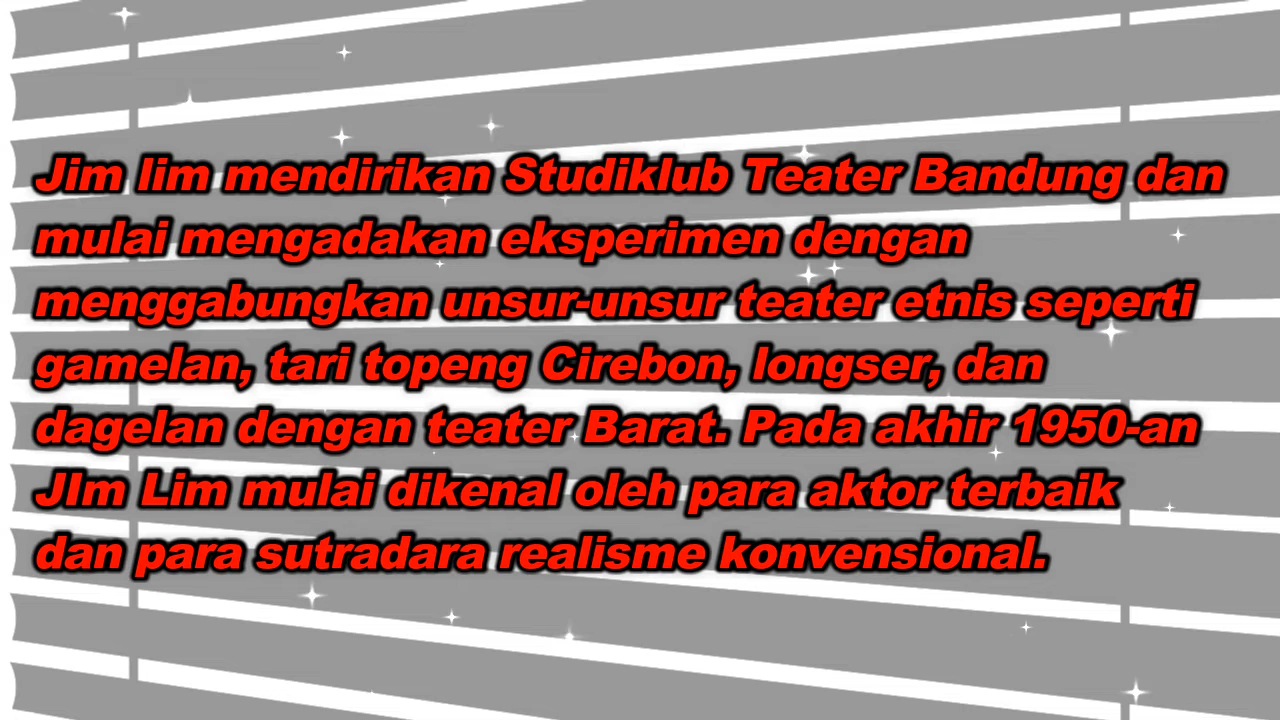 Jim lim mendirikan Studiklub Teater Bandung dan
mulai mengadakan eksperimen dengan
menggabungkan unsur-unsur teater etnis seperti
gamelan, tari topeng Cirebon, longser, dan
dagelan dengan teater Barat. Pada akhir 1950-an
JIm Lim mulai dikenal oleh para aktor terbaik
dan para sutradara realisme konvensional.